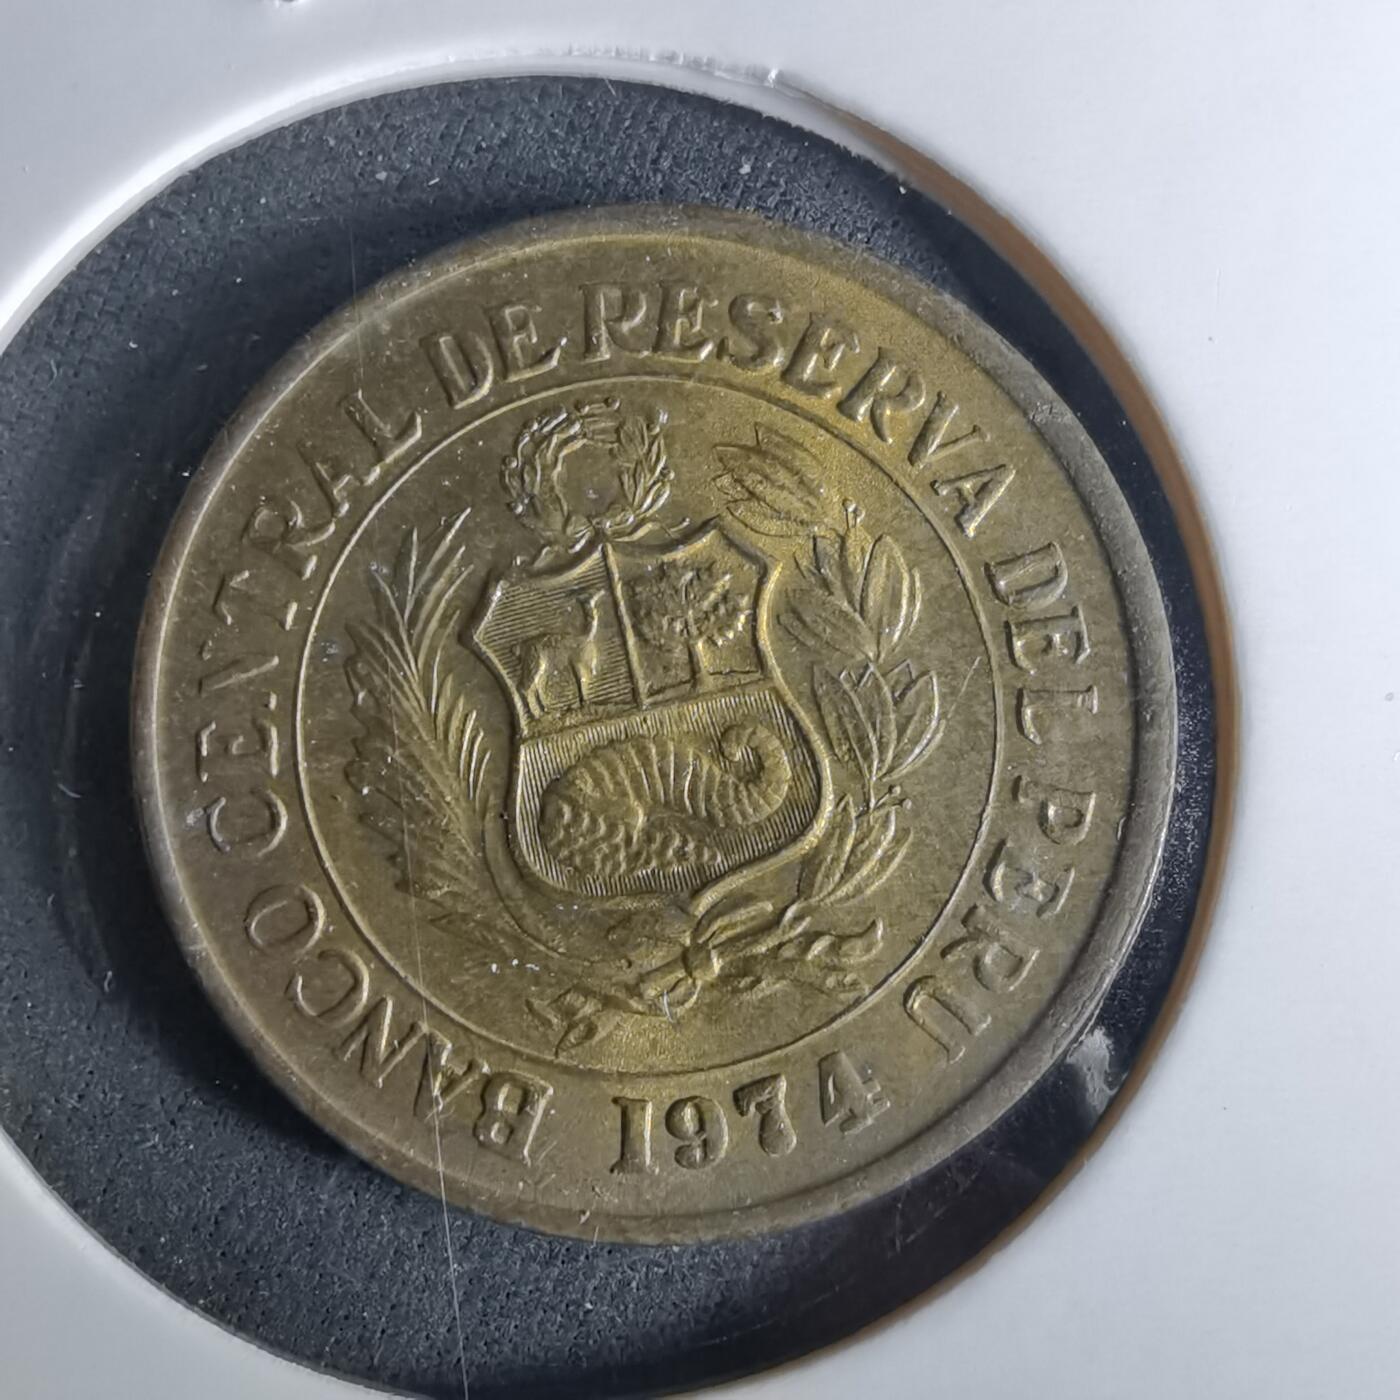 BANCO CENTRAL DE RESERVA DEL PERU
1974